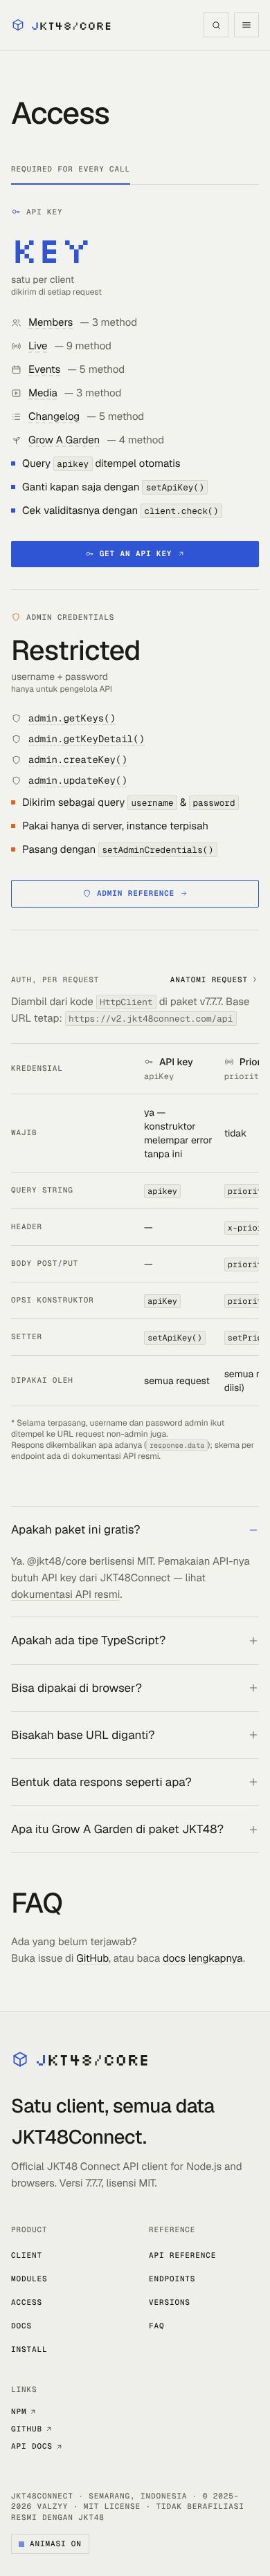 JKT48/CORE
Access
REQUIRED FOR EVERY CALL
API KEY
KEY
satu per client
dikirim di setiap request
Members — 3 method
Live — 9 method
Events — 5 method
Media — 3 method
Changelog — 5 method
Grow A Garden — 4 method
Query apikey ditempel otomatis
Ganti kapan saja dengan setApiKey()
Cek validitasnya dengan client.check()
GET AN API KEY ↗
ADMIN CREDENTIALS
Restricted
username + password
hanya untuk pengelola API
admin.getKeys()
admin.getKeyDetail()
admin.createKey()
admin.updateKey()
Dikirim sebagai query username & password
Pakai hanya di server, instance terpisah
Pasang dengan setAdminCredentials()
ADMIN REFERENCE →
AUTH, PER REQUEST ANATOMI REQUEST >
Diambil dari kode HttpClient di paket v7.7.7. Base
URL tetap: https://v2.jkt48connect.com/api
KREDENSIAL API key Prior
apiKey priorit
WAJIB ya — konstruktor melempar error tanpa ini tidak
QUERY STRING apikey priorit
HEADER — x-prior
BODY POST/PUT — priorit
OPSI KONSTRUKTOR apiKey priorit
SETTER setApiKey() setPrio
DIPAKAI OLEH semua request semua r
diisi)
* Selama terpasang, username dan password admin ikut
ditempel ke URL request non-admin juga.
Respons dikembalikan apa adanya (response.data); skema per
endpoint ada di dokumentasi API resmi.
Apakah paket ini gratis? −
Ya. @jkt48/core berlisensi MIT. Pemakaian API-nya
butuh API key dari JKT48Connect — lihat
dokumentasi API resmi.
Apakah ada tipe TypeScript? +
Bisa dipakai di browser? +
Bisakah base URL diganti? +
Bentuk data respons seperti apa? +
Apa itu Grow A Garden di paket JKT48? +
FAQ
Ada yang belum terjawab?
Buka issue di GitHub, atau baca docs lengkapnya.
JKT48/CORE
Satu client, semua data
JKT48Connect.
Official JKT48 Connect API client for Node.js and
browsers. Versi 7.7.7, lisensi MIT.
PRODUCT REFERENCE
CLIENT API REFERENCE
MODULES ENDPOINTS
ACCESS VERSIONS
DOCS FAQ
INSTALL
LINKS
NPM ↗
GITHUB ↗
API DOCS ↗
JKT48CONNECT · SEMARANG, INDONESIA · © 2025–
2026 VALZYY · MIT LICENSE · TIDAK BERAFILIASI
RESMI DENGAN JKT48
ANIMASI ON